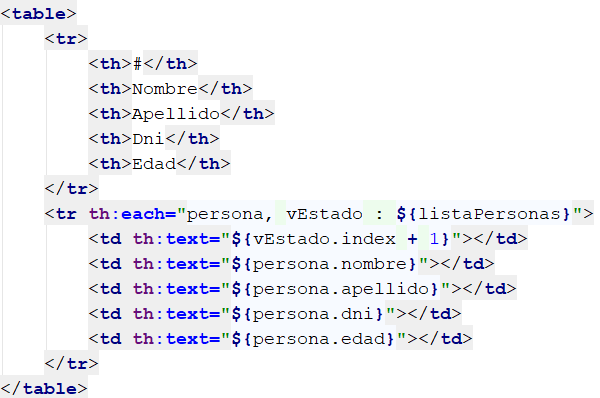 <table>
    <tr>
        <th>#</th>
        <th>Nombre</th>
        <th>Apellido</th>
        <th>Dni</th>
        <th>Edad</th>
    </tr>
    <tr th:each="persona, vEstado : ${listaPersonas}">
        <td th:text="${vEstado.index + 1}"></td>
        <td th:text="${persona.nombre}"></td>
        <td th:text="${persona.apellido}"></td>
        <td th:text="${persona.dni}"></td>
        <td th:text="${persona.edad}"></td>
    </tr>
</table>